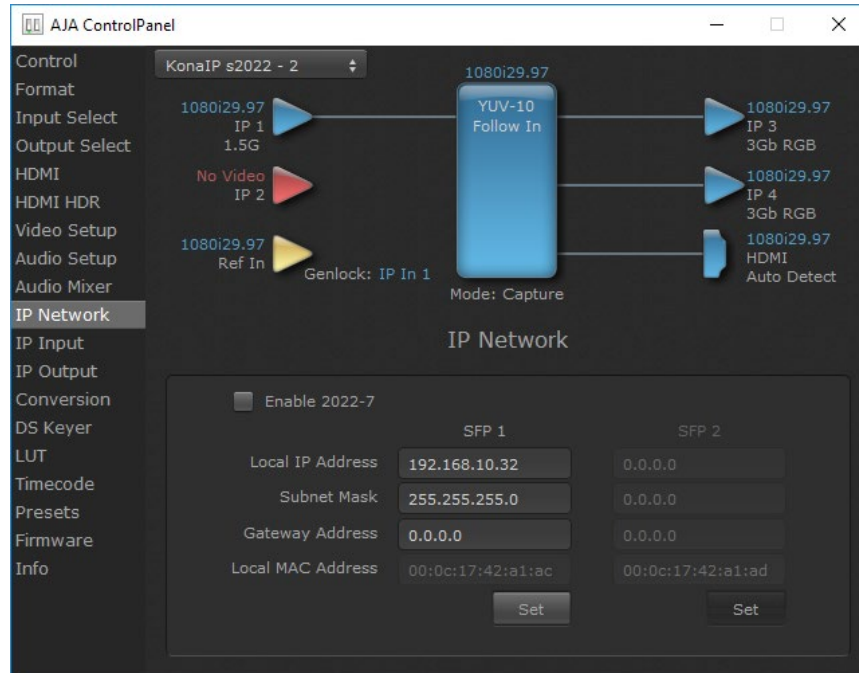 AJA ControlPanel
Control
Format
Input Select
Output Select
HDMI
HDMI HDR
Video Setup
Audio Setup
Audio Mixer
IP Network
IP Input
IP Output
Conversion
DS Keyer
LUT
Timecode
Presets
Firmware
Info
KonaIP s2022 - 2
1080i29.97
IP 1
1.5G
No Video
IP 2
1080i29.97
Ref In
Genlock: IP In 1
1080i29.97
YUV-10
Follow In
Mode: Capture
1080i29.97
IP 3
3Gb RGB
1080i29.97
IP 4
3Gb RGB
1080i29.97
HDMI
Auto Detect
IP Network
Enable 2022-7
SFP 1 SFP 2
Local IP Address 192.168.10.32 0.0.0.0
Subnet Mask 255.255.255.0 0.0.0.0
Gateway Address 0.0.0.0 0.0.0.0
Local MAC Address 00:0c:17:42:a1:ac 00:0c:17:42:a1:ad
Set Set